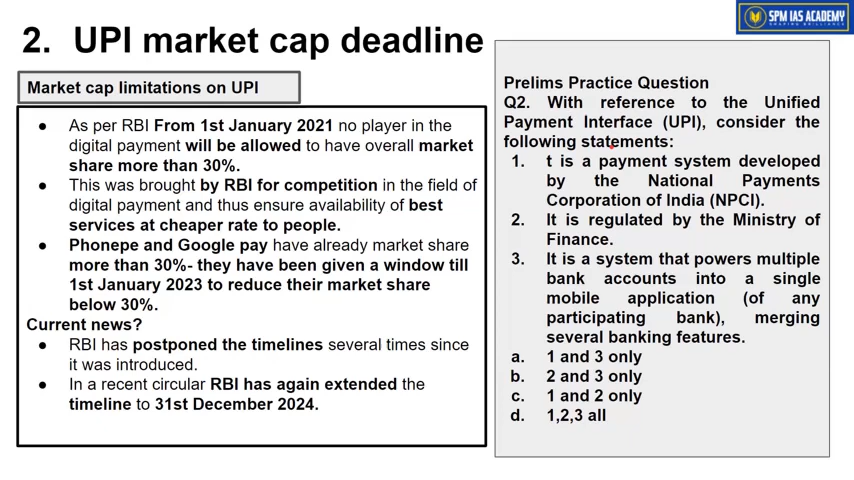 SPM IAS ACADEMY
SHAPING BRILLIANCE
2. UPI market cap deadline
Market cap limitations on UPI
● As per RBI From 1st January 2021 no player in the
digital payment will be allowed to have overall market
share more than 30%.
● This was brought by RBI for competition in the field of
digital payment and thus ensure availability of best
services at cheaper rate to people.
● Phonepe and Google pay have already market share
more than 30%- they have been given a window till
1st January 2023 to reduce their market share
below 30%.
Current news?
● RBI has postponed the timelines several times since
it was introduced.
● In a recent circular RBI has again extended the
timeline to 31st December 2024.
Prelims Practice Question
Q2. With reference to the Unified
Payment Interface (UPI), consider the
following statements:
1. t is a payment system developed
by the National Payments
Corporation of India (NPCI).
2. It is regulated by the Ministry of
Finance.
3. It is a system that powers multiple
bank accounts into a single
mobile application (of any
participating bank), merging
several banking features.
a. 1 and 3 only
b. 2 and 3 only
c. 1 and 2 only
d. 1,2,3 all